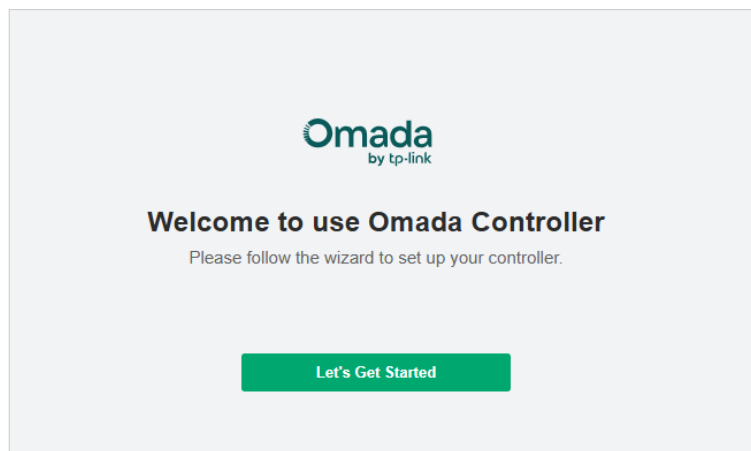 Omada
by tp-link
Welcome to use Omada Controller
Please follow the wizard to set up your controller.
Let's Get Started